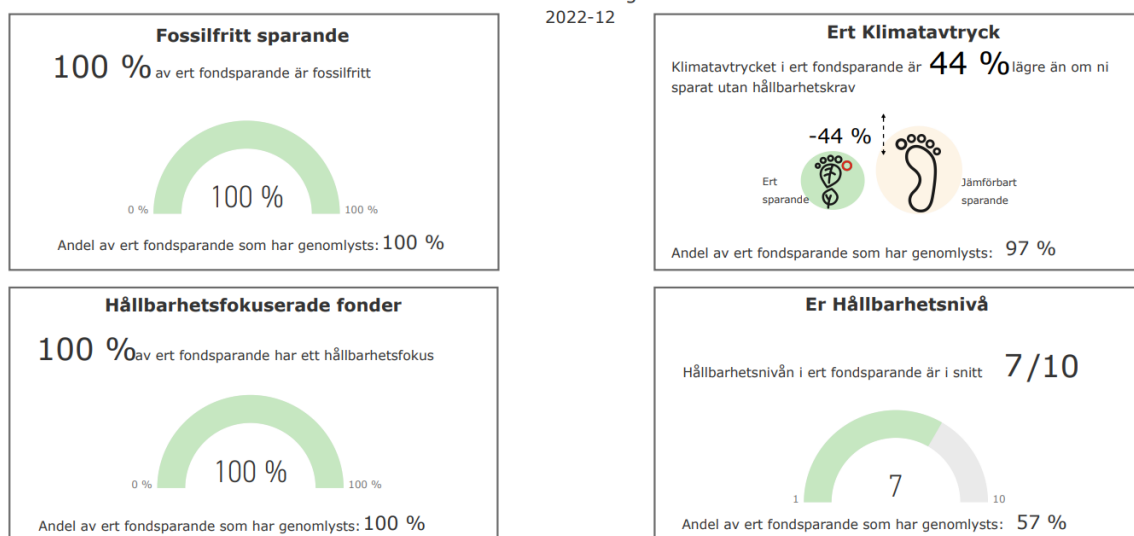 2022-12
Fossilfritt sparande
100 % av ert fondsparande är fossilfritt
100 %
0 %
100 %
Andel av ert fondsparande som har genomlysts: 100 %
Ert Klimatavtryck
Klimatavtrycket i ert fondsparande är 44 % lägre än om ni
sparat utan hållbarhetskrav
-44 %
Ert
sparande
Jämförbart
sparande
Andel av ert fondsparande som har genomlysts: 97 %
Hållbarhetsfokuserade fonder
100 % av ert fondsparande har ett hållbarhetsfokus
100 %
0 %
100 %
Andel av ert fondsparande som har genomlysts: 100 %
Er Hållbarhetsnivå
Hållbarhetsnivån i ert fondsparande är i snitt 7/10
7
1
10
Andel av ert fondsparande som har genomlysts: 57 %